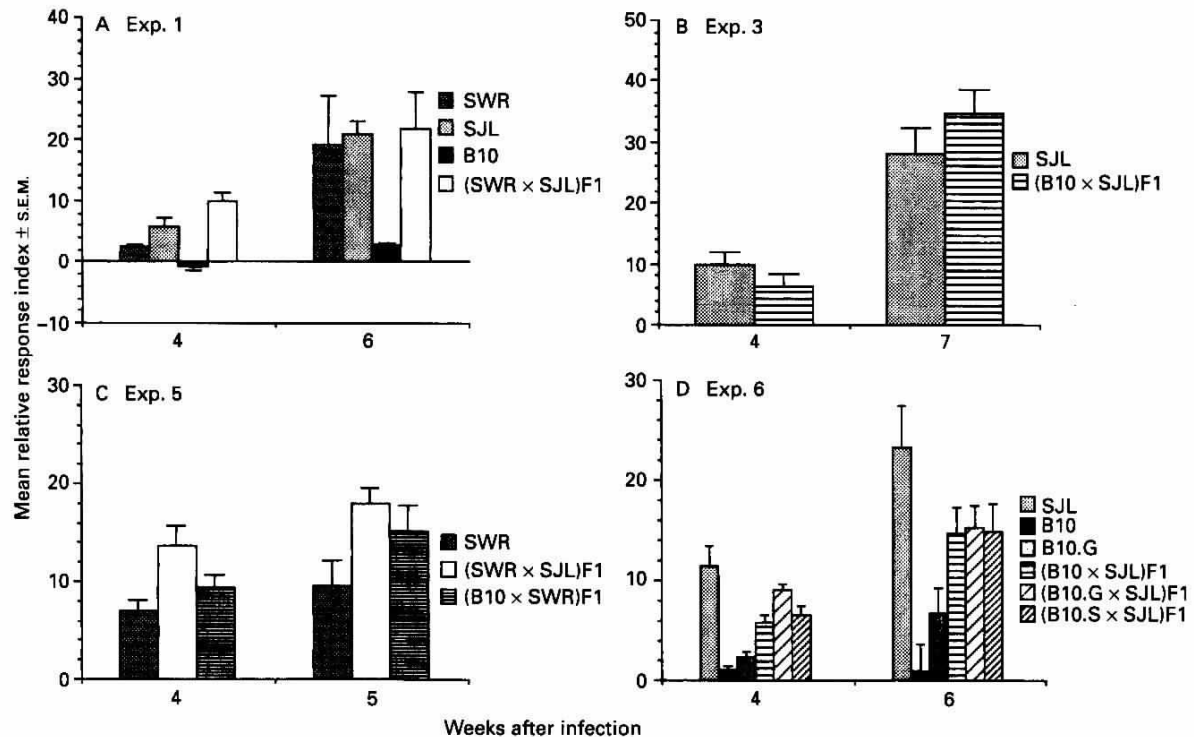 Mean relative response index ± S.E.M.
A Exp. 1
40
30
20
10
0
−10
4
6
SWR
SJL
B10
(SWR × SJL)F1
B Exp. 3
50
40
30
20
10
0
4
7
SJL
(B10 × SJL)F1
C Exp. 5
30
20
10
0
4
5
SWR
(SWR × SJL)F1
(B10 × SWR)F1
D Exp. 6
30
20
10
0
4
6
SJL
B10
B10.G
(B10 × SJL)F1
(B10.G × SJL)F1
(B10.S × SJL)F1
Weeks after infection